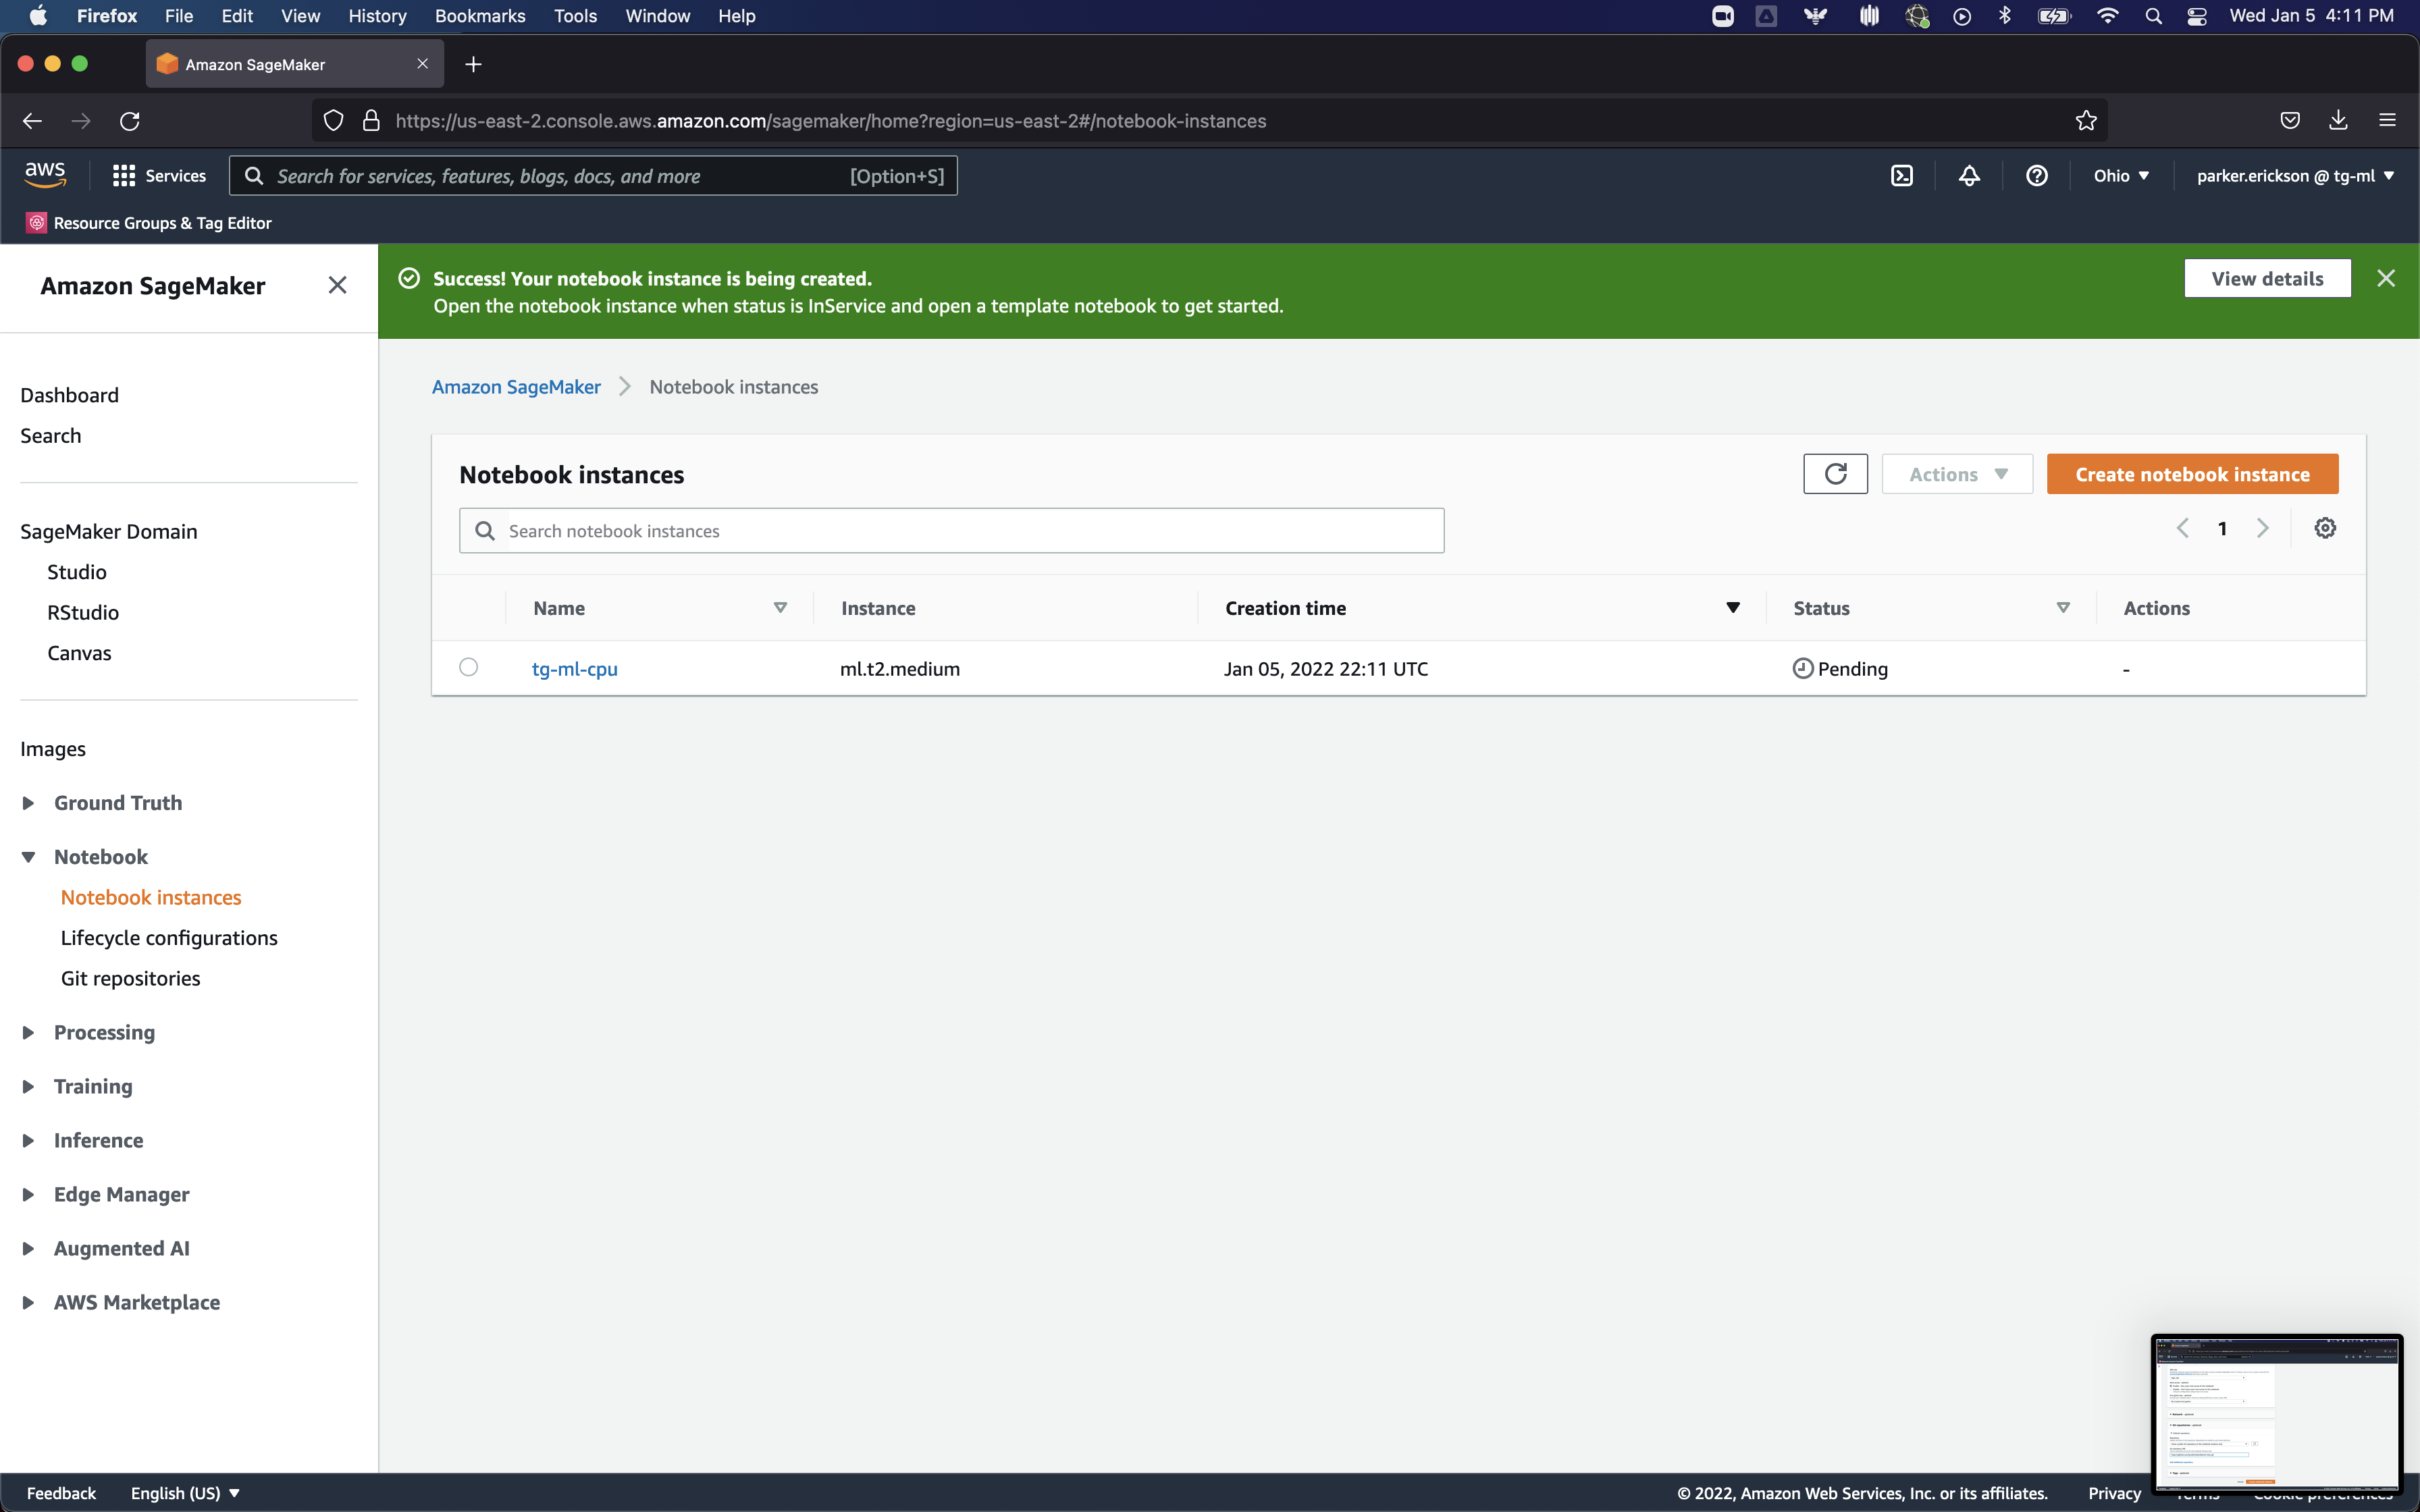 Firefox File Edit View History Bookmarks Tools Window Help Wed Jan 5 4:11 PM
Amazon SageMaker
https://us-east-2.console.aws.amazon.com/sagemaker/home?region=us-east-2#/notebook-instances
aws Services Search for services, features, blogs, docs, and more [Option+S] Ohio parker.erickson @ tg-ml
Resource Groups & Tag Editor
Amazon SageMaker
Dashboard
Search
SageMaker Domain
Studio
RStudio
Canvas
Images
Ground Truth
Notebook
Notebook instances
Lifecycle configurations
Git repositories
Processing
Training
Inference
Edge Manager
Augmented AI
AWS Marketplace
Success! Your notebook instance is being created.
Open the notebook instance when status is InService and open a template notebook to get started.
View details
Amazon SageMaker Notebook instances
Notebook instances
Actions Create notebook instance
Search notebook instances
1
Name Instance Creation time Status Actions
tg-ml-cpu ml.t2.medium Jan 05, 2022 22:11 UTC Pending -
Feedback English (US) © 2022, Amazon Web Services, Inc. or its affiliates. Privacy Terms Cookie preferences